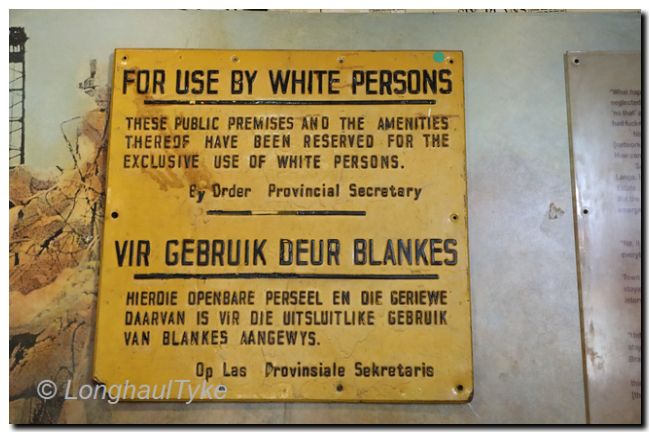 FOR USE BY WHITE PERSONS
THESE PUBLIC PREMISES AND THE AMENITIES
THEREOF HAVE BEEN RESERVED FOR THE
EXCLUSIVE USE OF WHITE PERSONS.
By Order Provincial Secretary
VIR GEBRUIK DEUR BLANKES
HIERDIE OPENBARE PERSEEL EN DIE GERIEWE
DAARVAN IS VIR DIE UITSLUITLIKE GEBRUIK
VAN BLANKES AANGEWYS.
Op Las Provinsiale Sekretaris
© LonghaulTyke